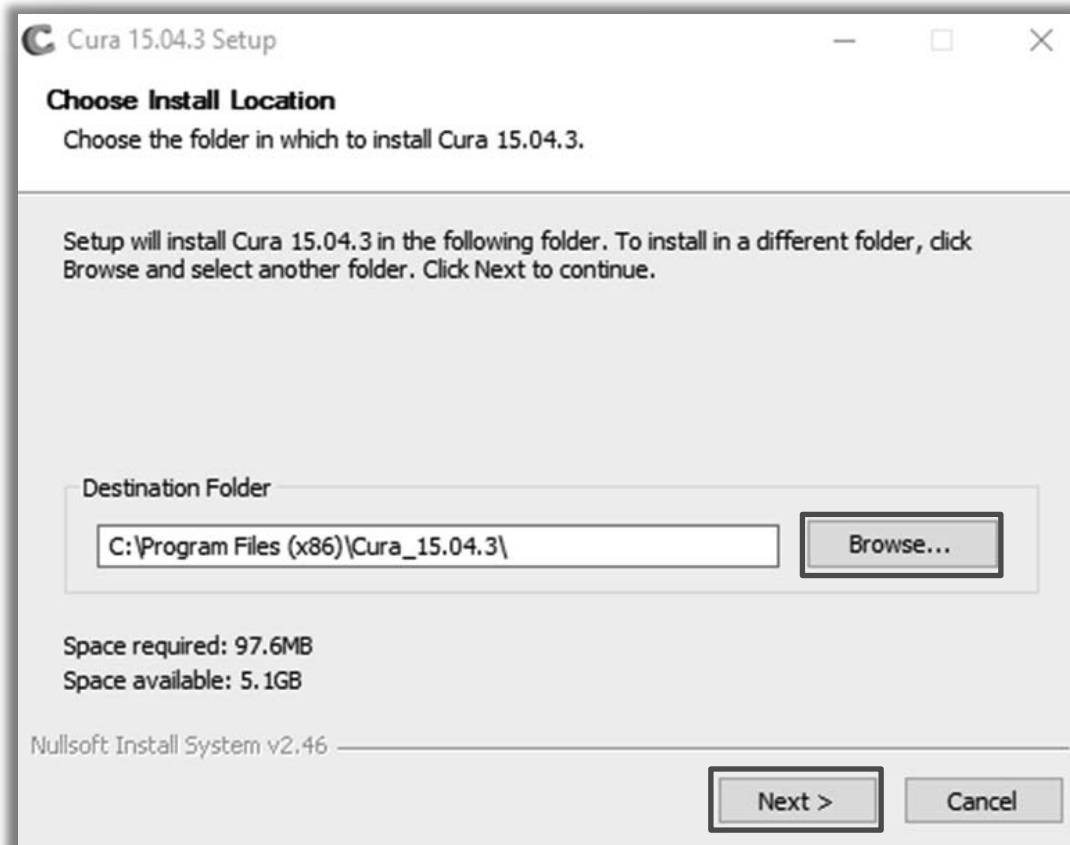 Cura 15.04.3 Setup
Choose Install Location
Choose the folder in which to install Cura 15.04.3.
Setup will install Cura 15.04.3 in the following folder. To install in a different folder, click
Browse and select another folder. Click Next to continue.
Destination Folder
C:\Program Files (x86)\Cura_15.04.3\
Browse...
Space required: 97.6MB
Space available: 5.1GB
Nullsoft Install System v2.46
Next >
Cancel